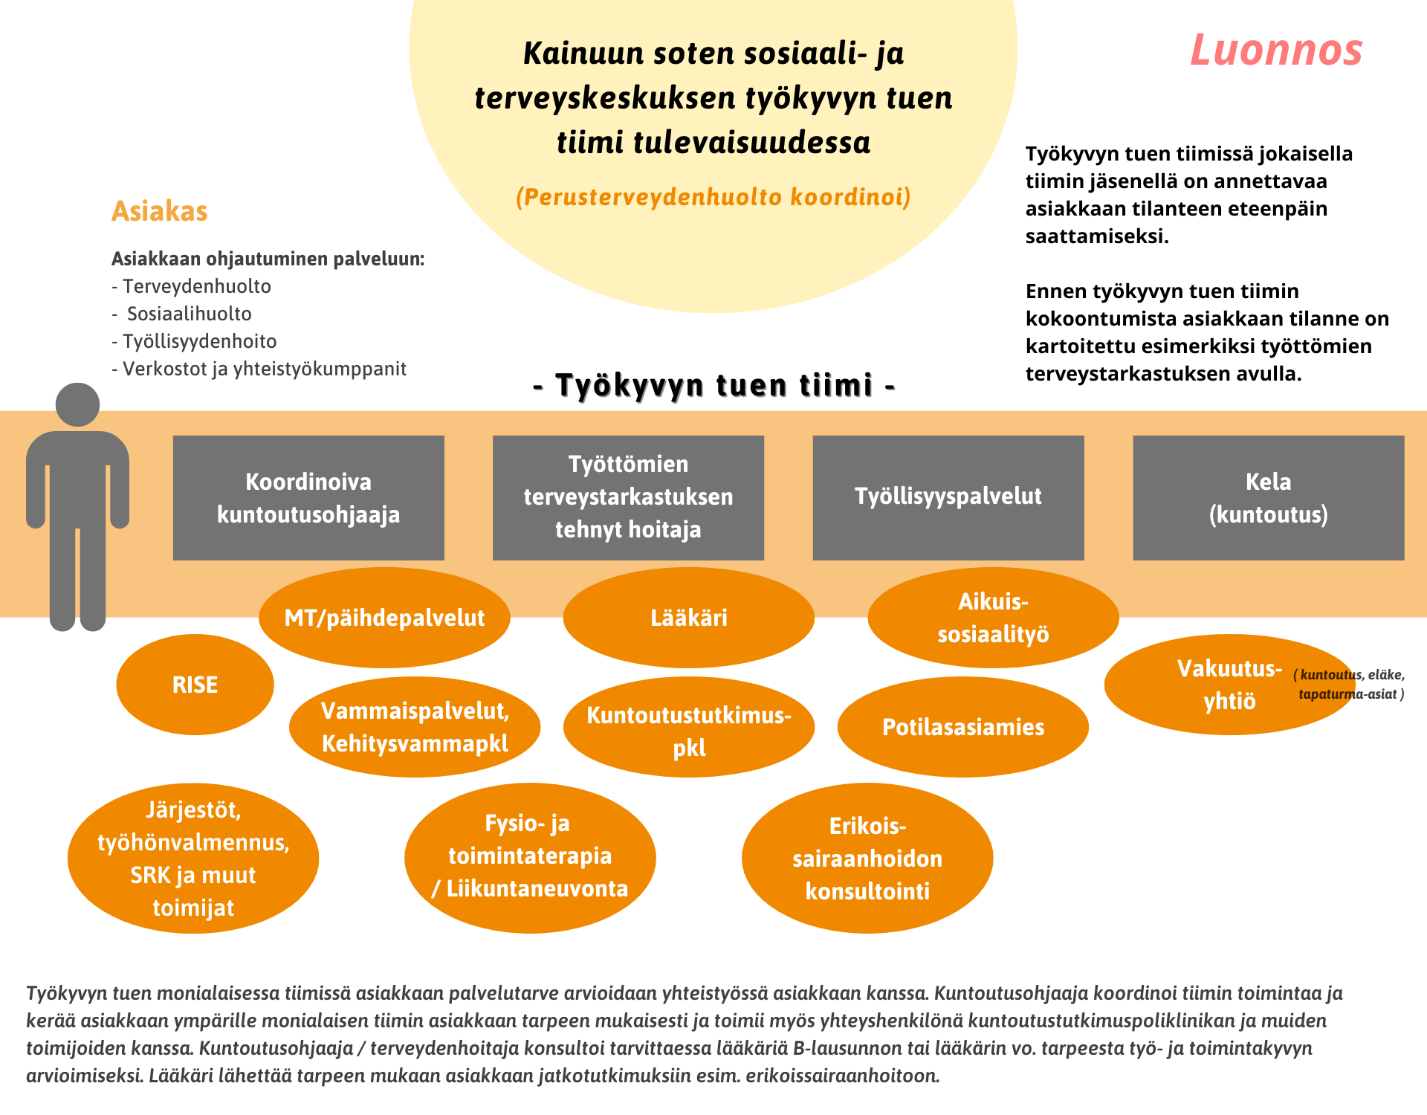 Kainuun soten sosiaali- ja
terveyskeskuksen työkyvyn tuen
tiimi tulevaisuudessa
(Perusterveydenhuolto koordinoi)
Luonnos
Työkyvyn tuen tiimissä jokaisella
tiimin jäsenellä on annettavaa
asiakkaan tilanteen eteenpäin
saattamiseksi.
Ennen työkyvyn tuen tiimin
kokoontumista asiakkaan tilanne on
kartoitettu esimerkiksi työttömien
terveystarkastuksen avulla.
Asiakas
Asiakkaan ohjautuminen palveluun:
- Terveydenhuolto
- Sosiaalihuolto
- Työllisyydenhoito
- Verkostot ja yhteistyökumppanit
- Työkyvyn tuen tiimi -
Koordinoiva
kuntoutusohjaaja
Työttömien
terveystarkastuksen
tehnyt hoitaja
Työllisyyspalvelut
Kela
(kuntoutus)
MT/päihdepalvelut
Lääkäri
Aikuis-
sosiaalityö
RISE
Vakuutus-
yhtiö
( kuntoutus, eläke,
tapaturma-asiat )
Vammaispalvelut,
Kehitysvammapkl
Kuntoutustutkimus-
pkl
Potilasasiamies
Järjestöt,
työhönvalmennus,
SRK ja muut
toimijat
Fysio- ja
toimintaterapia
/ Liikuntaneuvonta
Erikois-
sairaanhoidon
konsultointi
Työkyvyn tuen monialaisessa tiimissä asiakkaan palvelutarve arvioidaan yhteistyössä asiakkaan kanssa. Kuntoutusohjaaja koordinoi tiimin toimintaa ja
kerää asiakkaan ympärille monialaisen tiimin asiakkaan tarpeen mukaisesti ja toimii myös yhteyshenkilönä kuntoutustutkimuspoliklinikan ja muiden
toimijoiden kanssa. Kuntoutusohjaaja / terveydenhoitaja konsultoi tarvittaessa lääkäriä B-lausunnon tai lääkärin vo. tarpeesta työ- ja toimintakyvyn
arvioimiseksi. Lääkäri lähettää tarpeen mukaan asiakkaan jatkotutkimuksiin esim. erikoissairaanhoitoon.